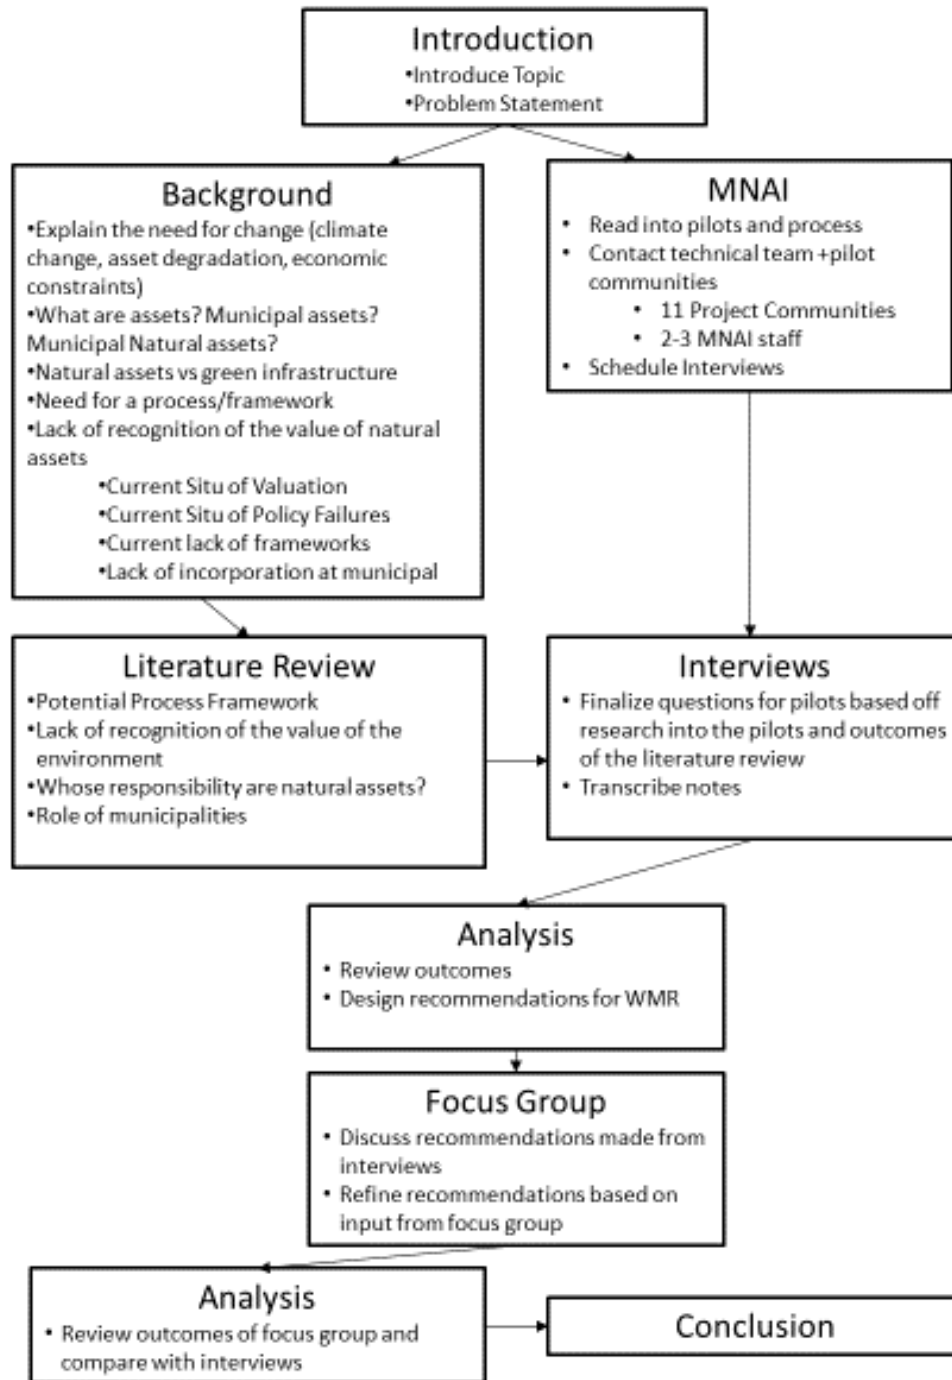 Introduction
•Introduce Topic
•Problem Statement
Background
•Explain the need for change (climate
change, asset degradation, economic
constraints)
•What are assets? Municipal assets?
Municipal Natural assets?
•Natural assets vs green infrastructure
•Need for a process/framework
•Lack of recognition of the value of natural
assets
•Current Situ of Valuation
•Current Situ of Policy Failures
•Current lack of frameworks
•Lack of incorporation at municipal
MNAI
• Read into pilots and process
• Contact technical team +pilot
communities
• 11 Project Communities
• 2-3 MNAI staff
• Schedule Interviews
Literature Review
•Potential Process Framework
•Lack of recognition of the value of the
environment
•Whose responsibility are natural assets?
•Role of municipalities
Interviews
• Finalize questions for pilots based off
research into the pilots and outcomes
of the literature review
• Transcribe notes
Analysis
• Review outcomes
• Design recommendations for WMR
Focus Group
• Discuss recommendations made from
interviews
• Refine recommendations based on
input from focus group
Analysis
• Review outcomes of focus group and
compare with interviews
Conclusion